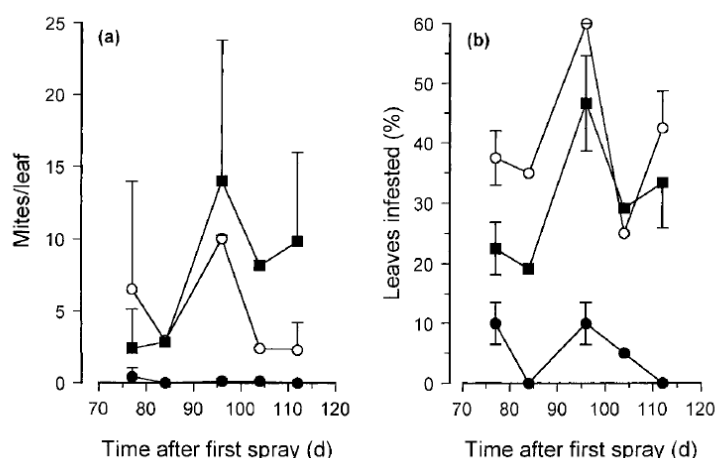 (a)
25
20
15
10
5
0
Mites/leaf
70 80 90 100 110 120
Time after first spray (d)
(b)
60
50
40
30
20
10
0
Leaves infested (%)
70 80 90 100 110 120
Time after first spray (d)